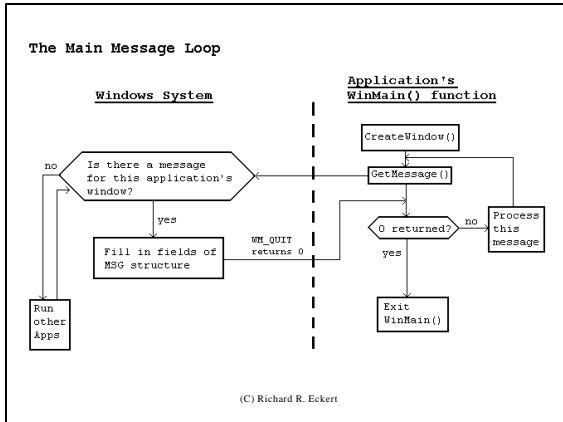 The Main Message Loop
Windows System
Application's
WinMain() function
CreateWindow()
Is there a message
for this application's
window?
no
GetMessage()
yes
O returned?
no
Process
this
message
Fill in fields of
MSG structure
WM_QUIT
returns 0
yes
Run
other
Apps
Exit
WinMain()
(C) Richard R. Eckert